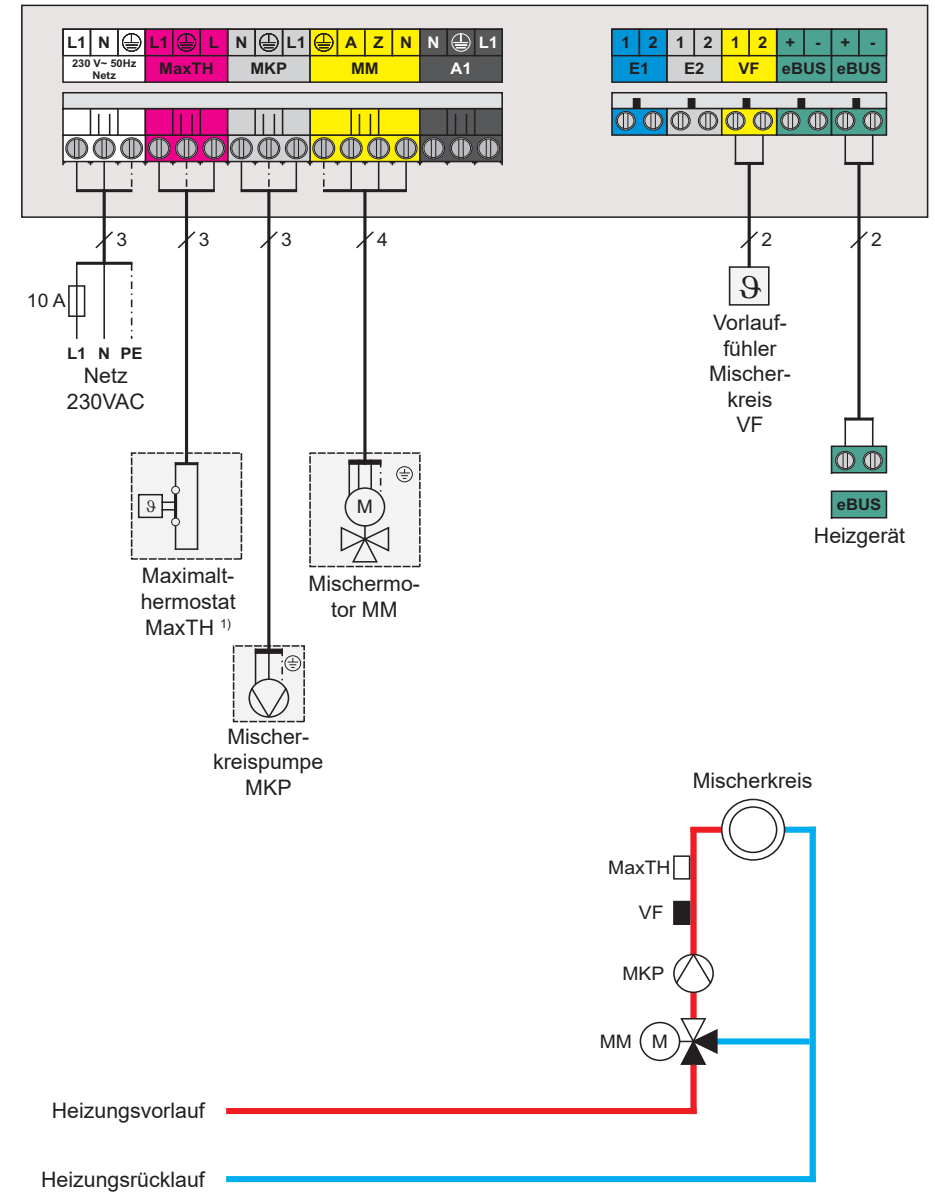 L1 N L1 L N L1 A Z N N L1
230 V~ 50Hz
Netz
MaxTH MKP MM A1
1 2 1 2 1 2 + - + -
E1 E2 VF eBUS eBUS
3 3 3 4 2 2
10 A
L1 N PE
Netz
230VAC
ϑ
Vorlauf-
fühler
Mischer-
kreis
VF
eBUS
Heizgerät
ϑ
Maximalt-
hermostat
MaxTH 1)
M
Mischermo-
tor MM
Mischer-
kreispumpe
MKP
Mischerkreis
MaxTH
VF
MKP
MM M
Heizungsvorlauf
Heizungsrücklauf